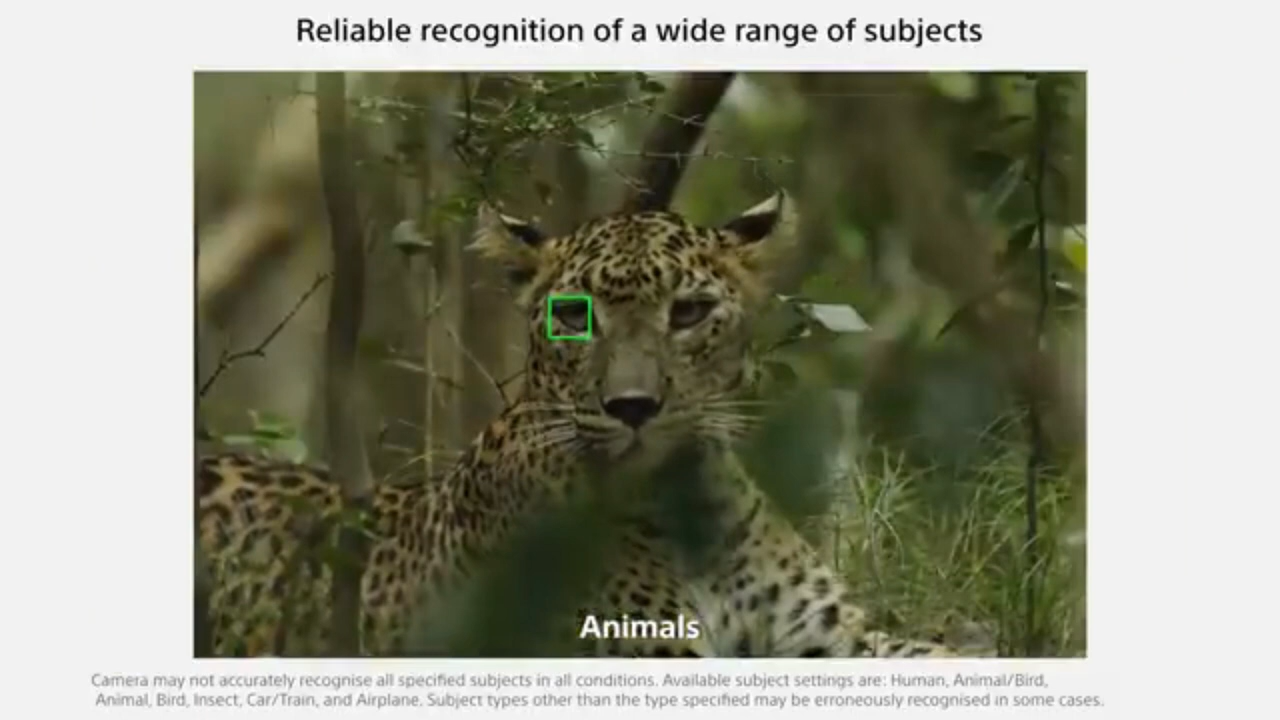 Reliable recognition of a wide range of subjects
Animals
Camera may not accurately recognise all specified subjects in all conditions. Available subject settings are: Human, Animal/Bird,
Animal, Bird, Insect, Car/Train, and Airplane. Subject types other than the type specified may be erroneously recognised in some cases.